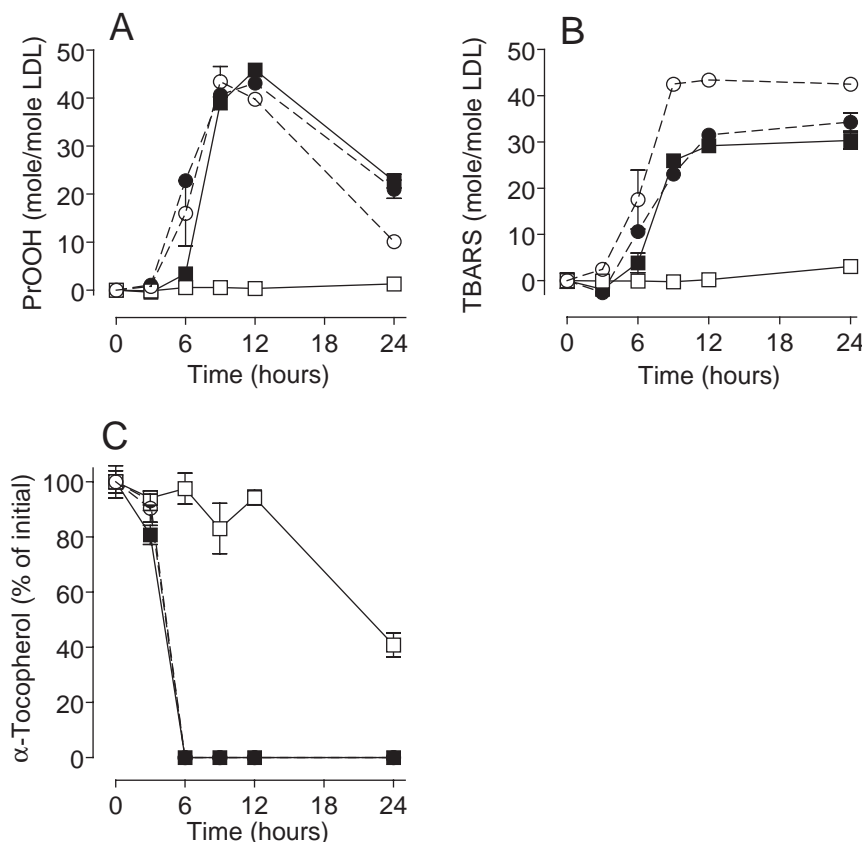 A
PrOOH (mole/mole LDL)
50
40
30
20
10
0
0 6 12 18 24
Time (hours)
B
TBARS (mole/mole LDL)
50
40
30
20
10
0
0 6 12 18 24
Time (hours)
C
α-Tocopherol (% of initial)
100
80
60
40
20
0
0 6 12 18 24
Time (hours)